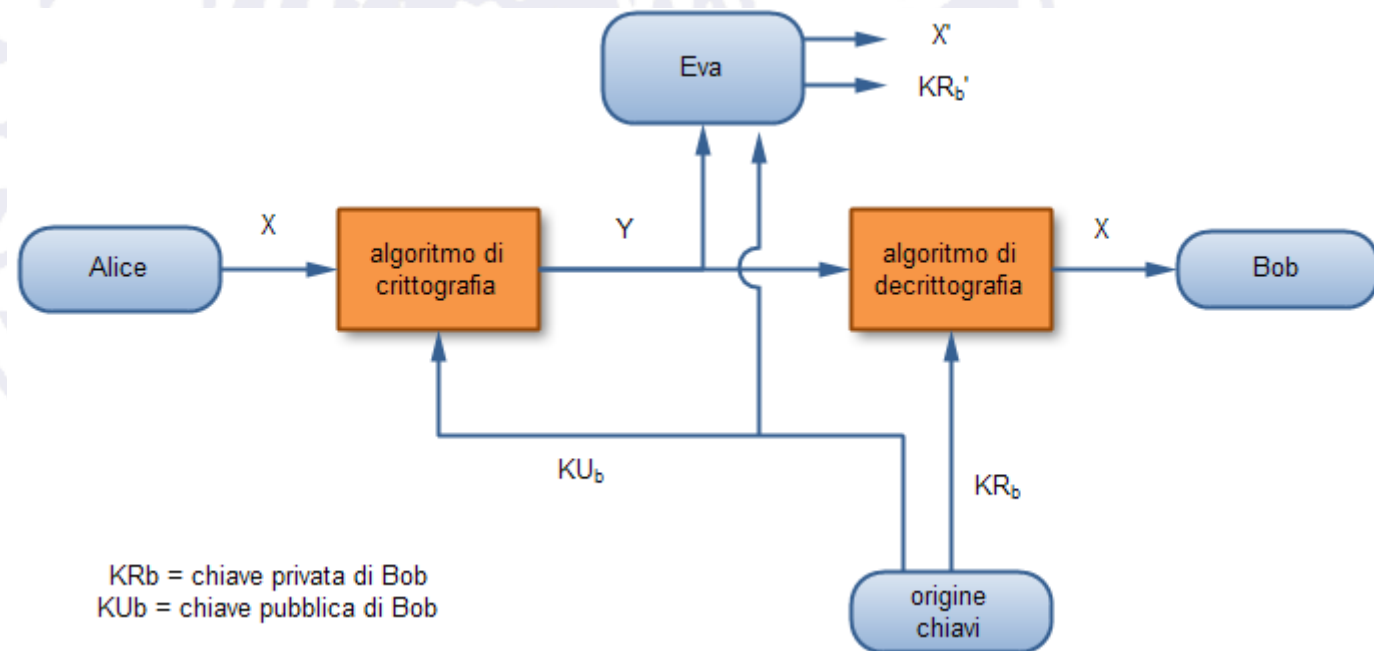 Eva
X'
KRb'
Alice
X
algoritmo di
crittografia
Y
algoritmo di
decrittografia
X
Bob
KUb
KRb
KRb = chiave privata di Bob
KUb = chiave pubblica di Bob
origine
chiavi